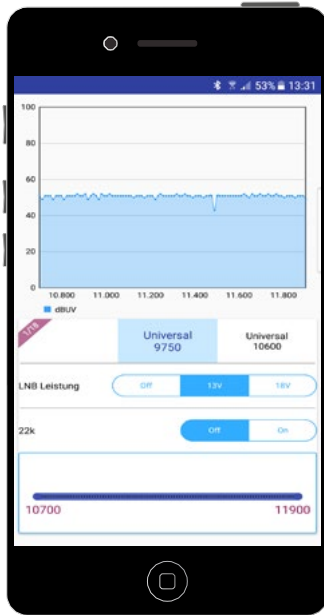 53% 13:31
100
80
60
40
20
0
10.800 11.000 11.200 11.400 11.600 11.800
dBUV
1/18
Universal 9750
Universal 10600
LNB Leistung Off 13V 18V
22k Off On
10700 11900